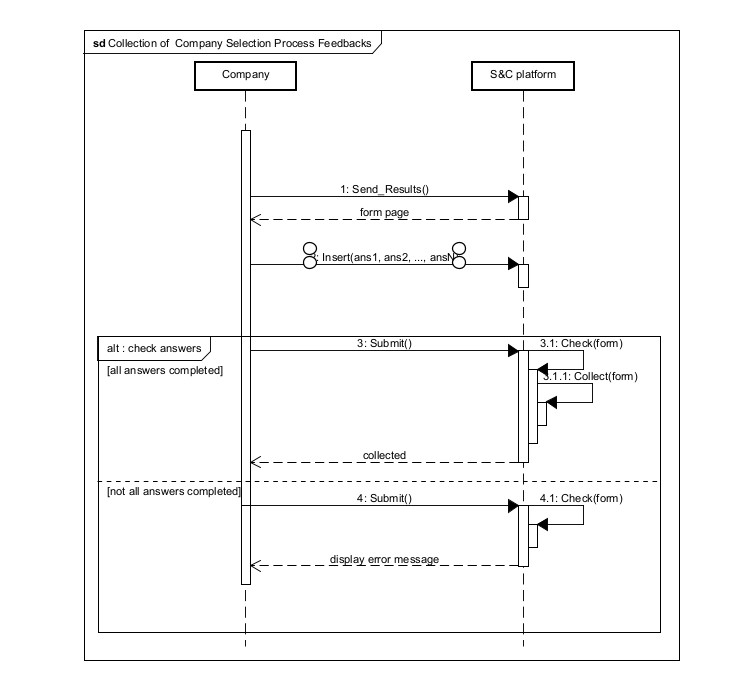 sd Collection of Company Selection Process Feedbacks
Company
S&C platform
1: Send_Results()
form page
: Insert(ans1, ans2, ..., ansN
alt : check answers
3: Submit()
3.1: Check(form)
[all answers completed]
3.1.1: Collect(form)
collected
[not all answers completed]
4: Submit()
4.1: Check(form)
display error message